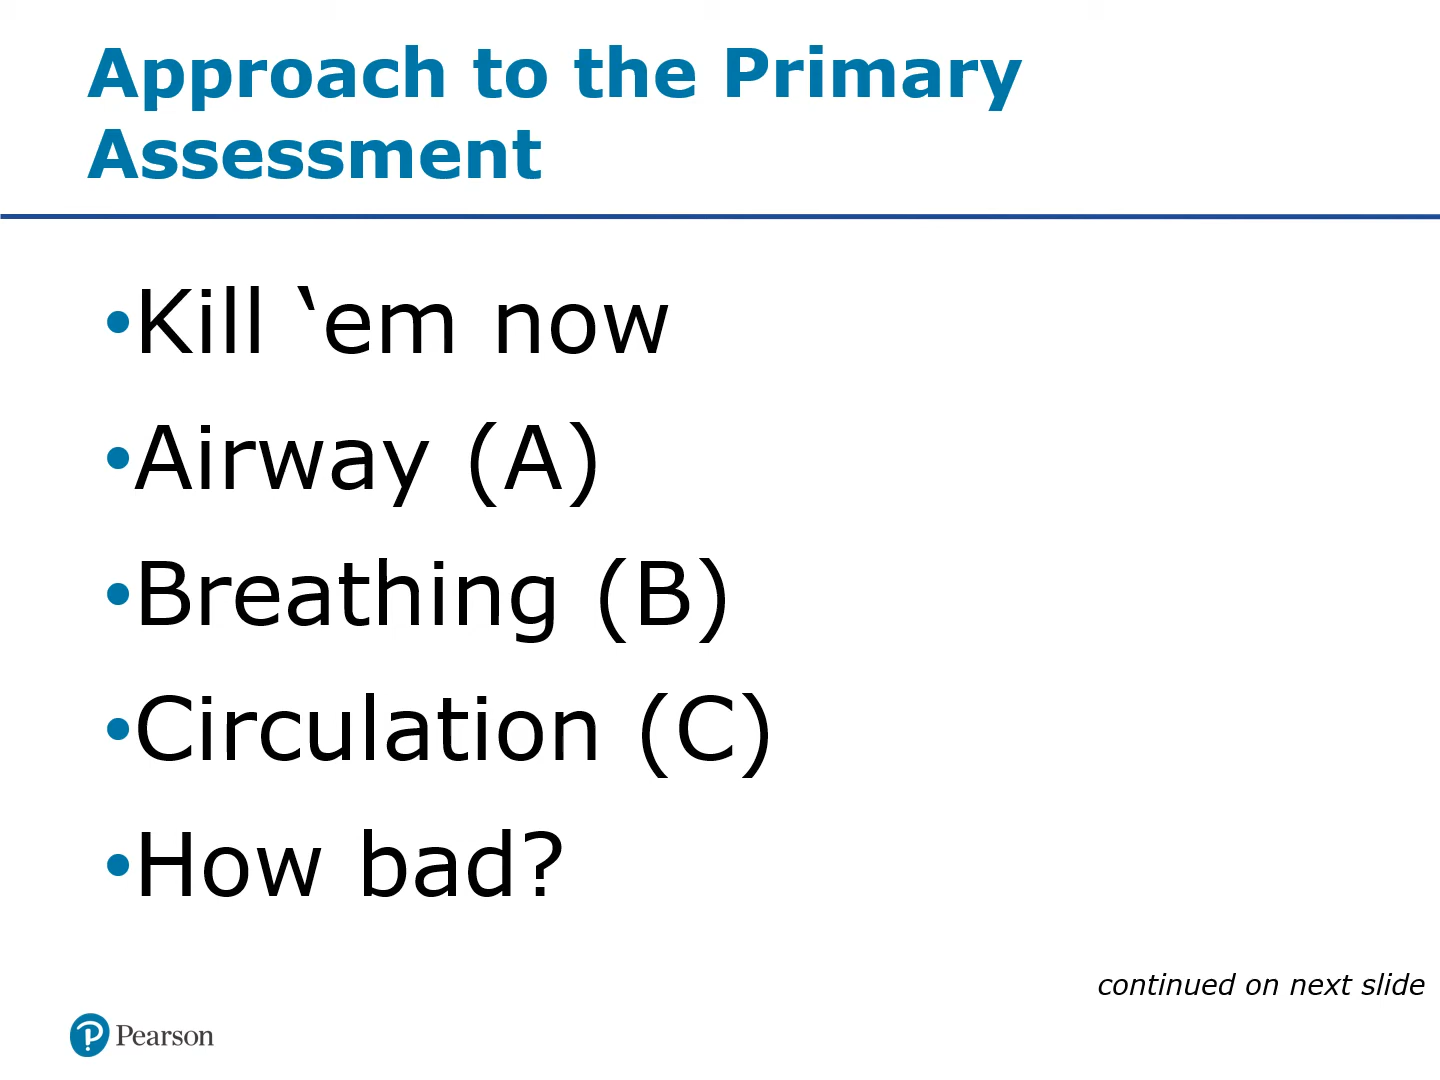 Approach to the Primary
Assessment
•Kill ‘em now
•Airway (A)
•Breathing (B)
•Circulation (C)
•How bad?
continued on next slide
Pearson